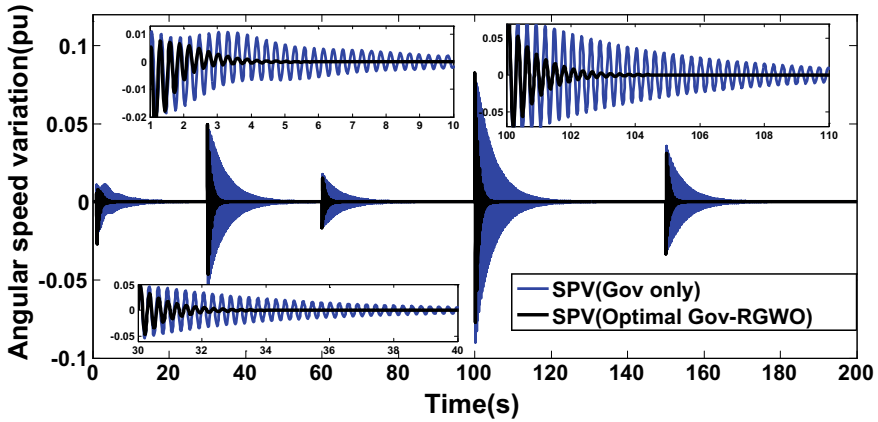 Angular speed variation(pu)
0.1
0.05
0
-0.05
-0.1
0 20 40 60 80 100 120 140 160 180 200
Time(s)
0.01
0
-0.01
-0.02
1 2 3 4 5 6 7 8 9 10
0.05
0
-0.05
100 102 104 106 108 110
0.05
0
-0.05
30 32 34 36 38 40
SPV(Gov only)
SPV(Optimal Gov-RGWO)